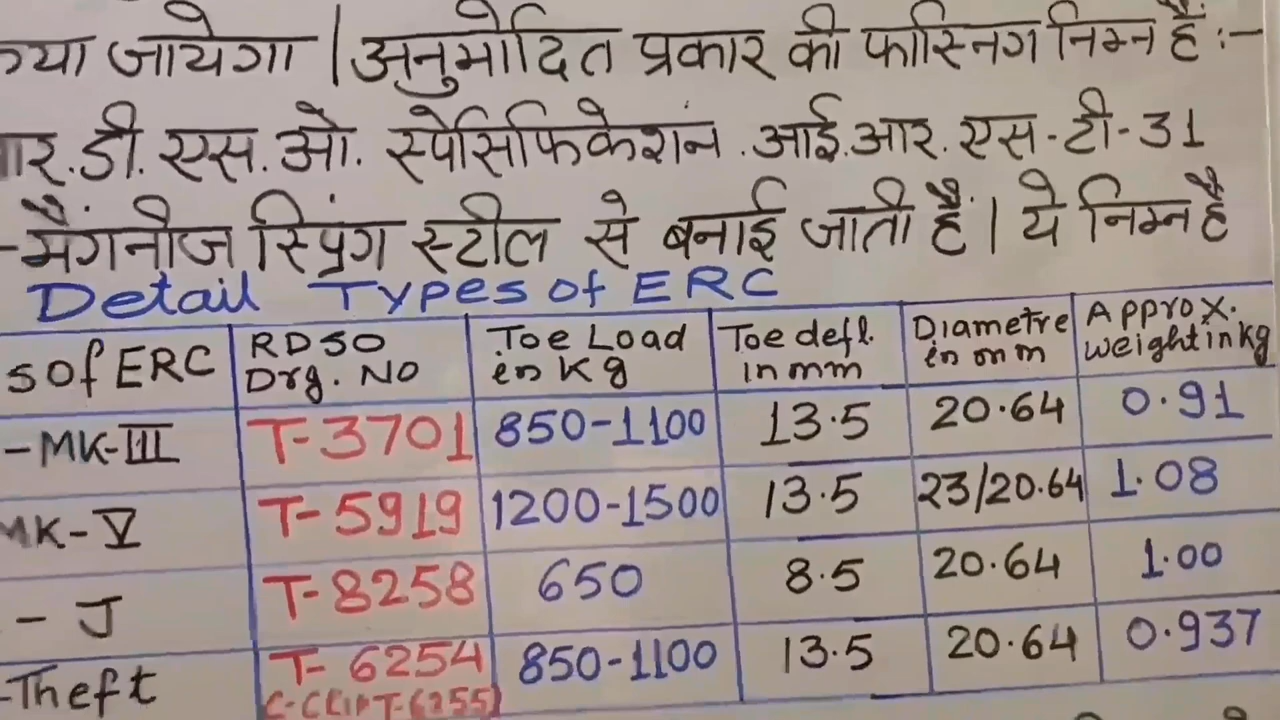 जायेगा | अनुमोदित प्रकार की फास्निग निम्न हैं :-
डी. एस. ओ. स्पेसिफिकेशन. आई. आर. एस-टी-31
-मैंगनीज स्प्रिंग स्टील से बनाई जाती हैं | ये निम्न है
Detail Types of ERC
s of ERC | RDSO Drg. No | Toe Load in Kg | Toe defl. in mm | Diametre in mm | Approx. weight in kg
-MK-III | T-3701 | 850-1100 | 13.5 | 20.64 | 0.91
MK-V | T-5919 | 1200-1500 | 13.5 | 23/20.64 | 1.08
- J | T-8258 | 650 | 8.5 | 20.64 | 1.00
-Theft | T-6254 | 850-1100 | 13.5 | 20.64 | 0.937
C-CLIP T-6255)